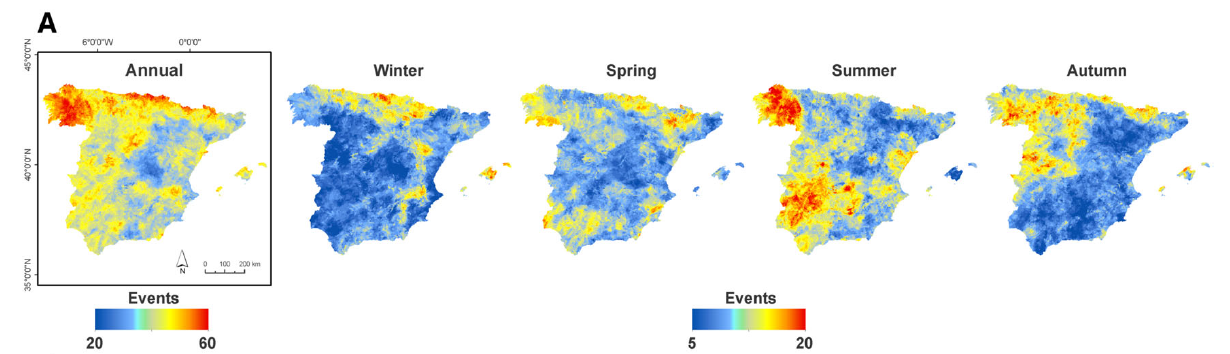 A
6°0'0"W 0°0'0"
45°0'0"N
40°0'0"N
35°0'0"N
Annual
Winter
Spring
Summer
Autumn
N
0 100 200 km
Events
20 60
Events
5 20